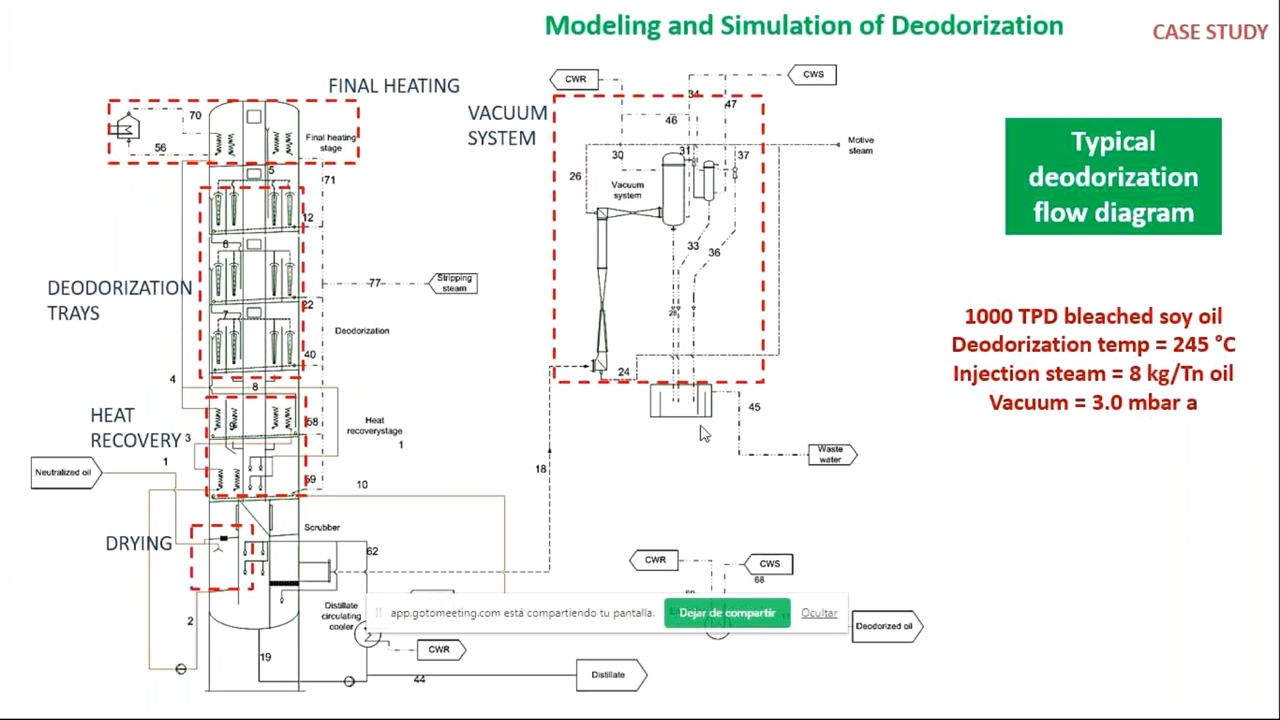 Modeling and Simulation of Deodorization
CASE STUDY
CWR
CWS
FINAL HEATING
34
47
70
VACUUM
SYSTEM
46
Motive
steam
Final heating
stage
56
30
31
37
5
71
26
Vacuum
system
Typical
deodorization
flow diagram
12
6
33
36
DEODORIZATION
TRAYS
77
Stripping
steam
22
7
28
1000 TPD bleached soy oil
Deodorization temp = 245 °C
Injection steam = 8 kg/Tn oil
Vacuum = 3.0 mbar a
Deodorization
40
24
4
8
45
HEAT
RECOVERY
58
Heat
recoverystage
3
1
1
Neutralized oil
Waste
water
59
10
18
Scrubber
DRYING
62
CWR
CWS
68
Distillate
circulating
cooler
app.gotomeeting.com está compartiendo tu pantalla.
Dejar de compartir
Ocultar
Deodorized oil
2
CWR
19
44
Distillate